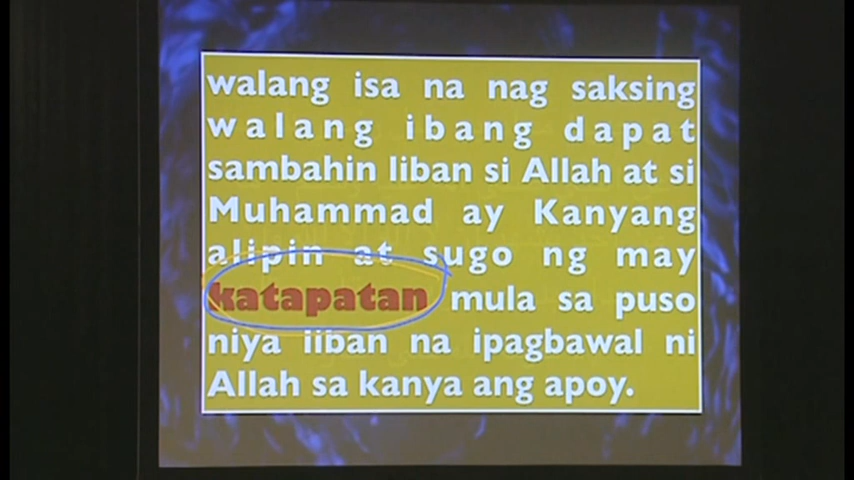 walang isa na nag saksing
walang ibang dapat
sambahin liban si Allah at si
Muhammad ay Kanyang
alipin at sugo ng may
katapatan mula sa puso
niya liban na ipagbawal ni
Allah sa kanya ang apoy.